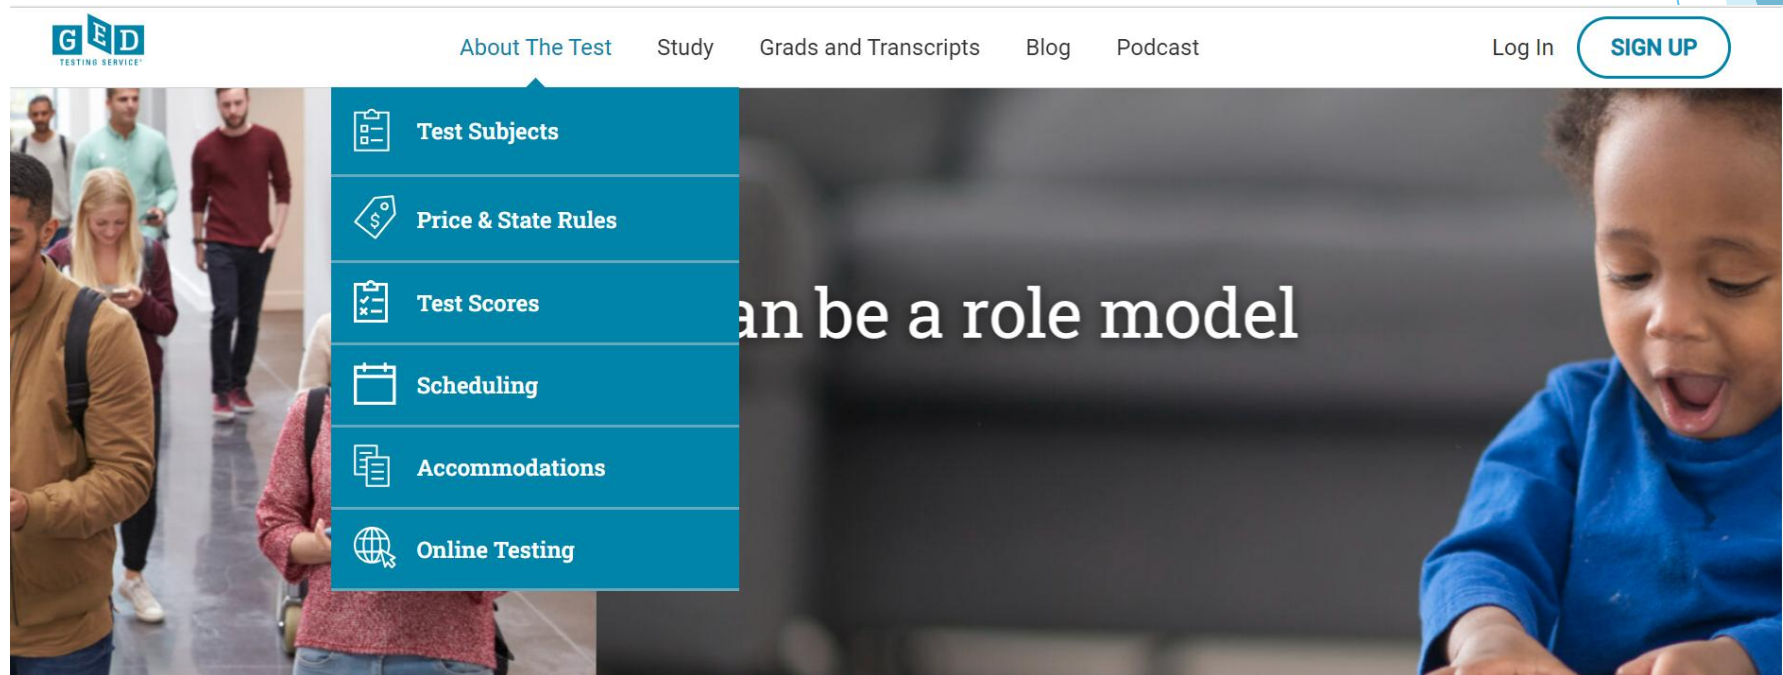 GED
TESTING SERVICE
About The Test
Study
Grads and Transcripts
Blog
Podcast
Log In
SIGN UP
Test Subjects
Price & State Rules
Test Scores
Scheduling
Accommodations
Online Testing
an be a role model